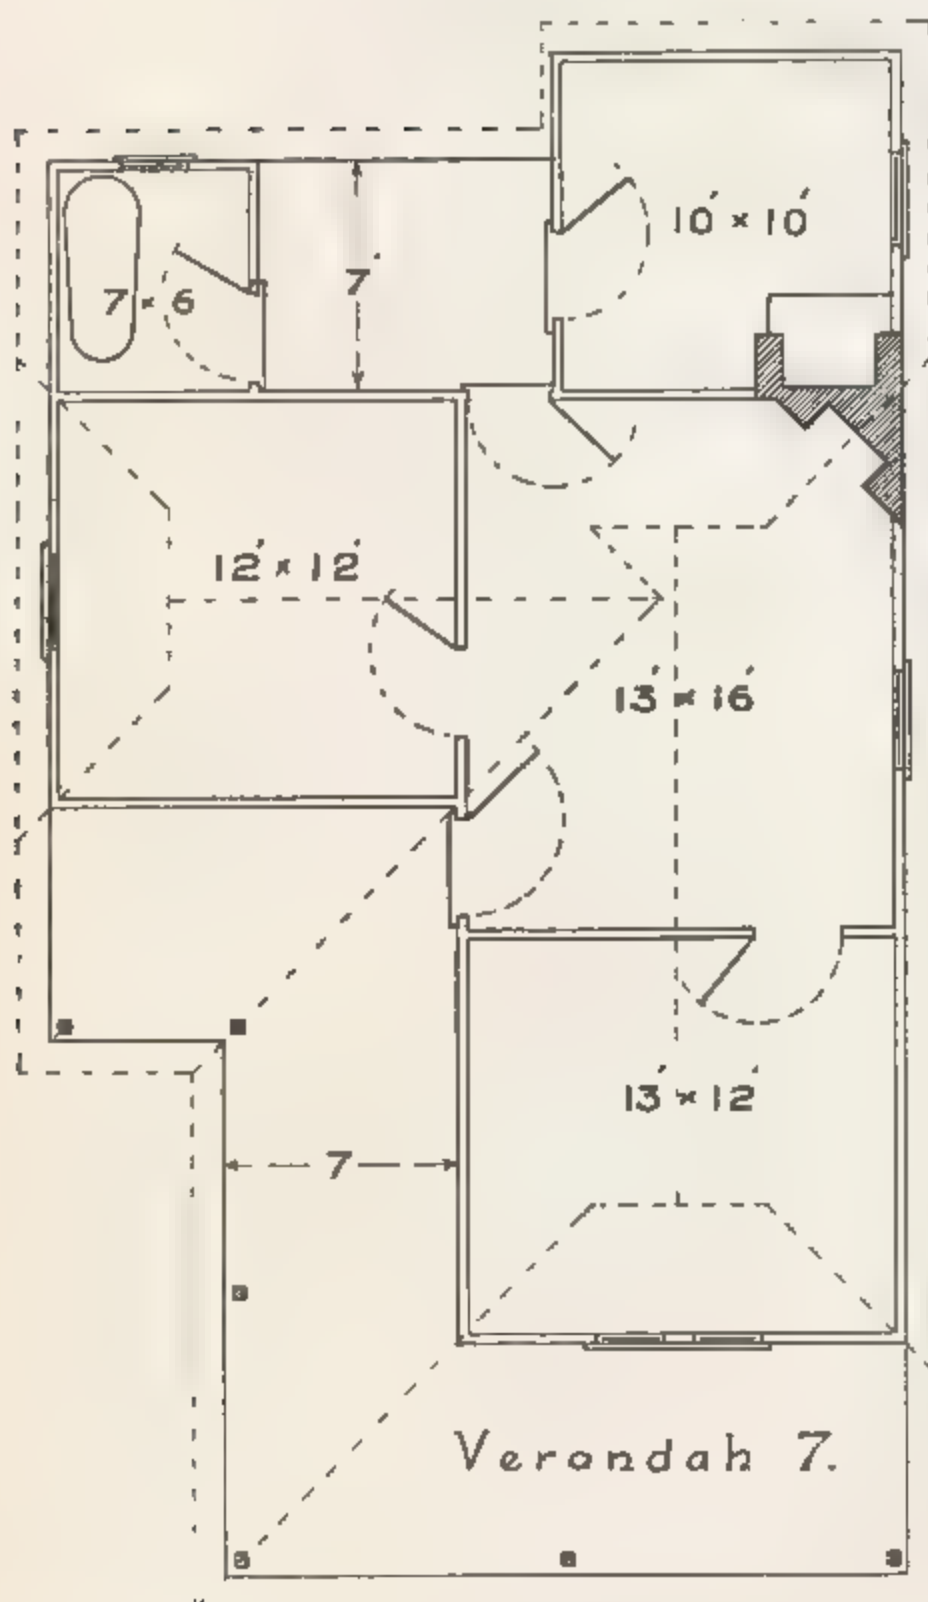 10' × 10'
7'
7 × 6
12' × 12'
13' × 16'
13' × 12'
7
Verandah 7.